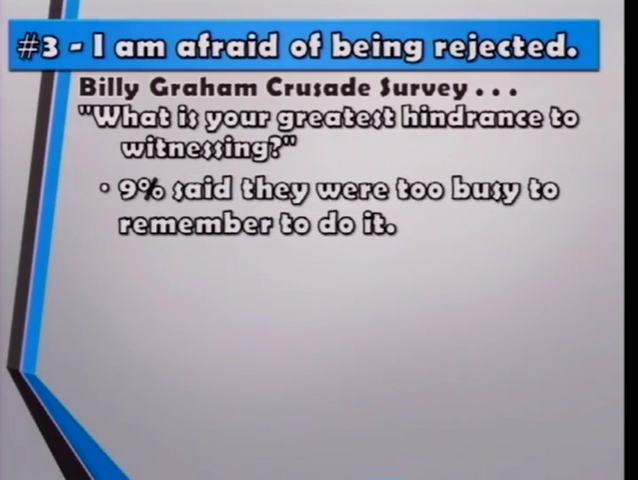 #3 - I am afraid of being rejected.
Billy Graham Crusade Survey . . .
"What is your greatest hindrance to
witnessing?"
• 9% said they were too busy to
remember to do it.